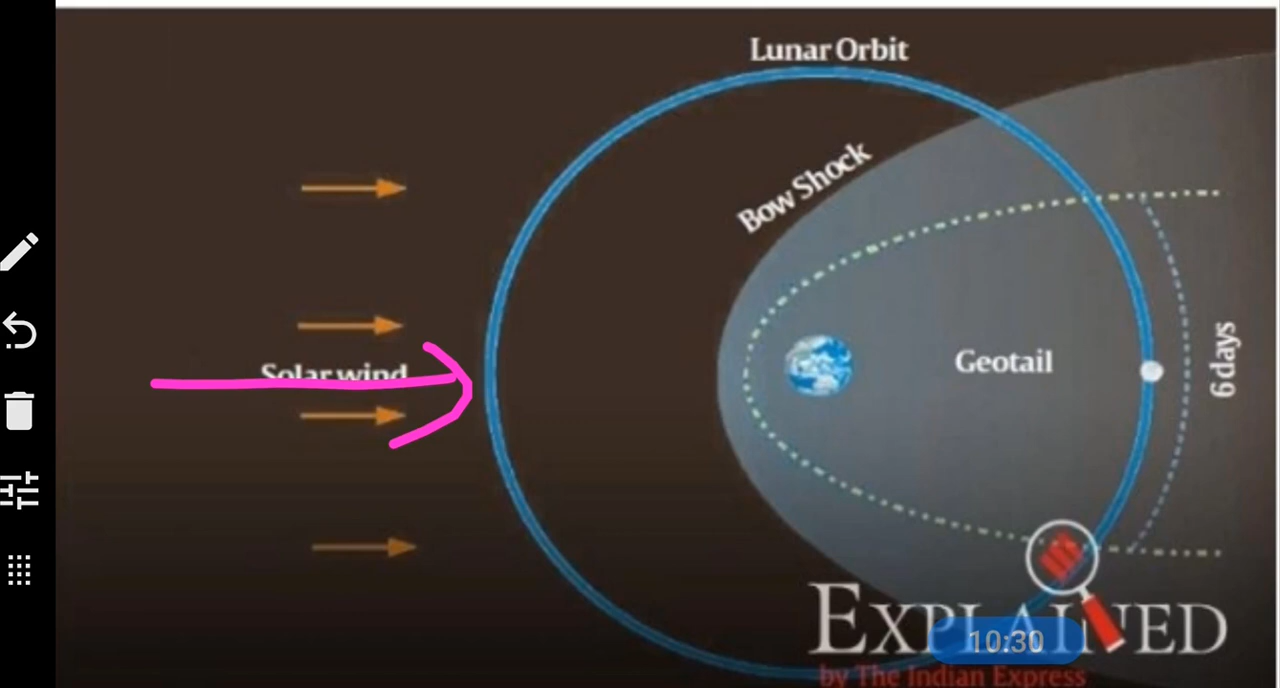 Lunar Orbit
Bow Shock
Solar wind
Geotail
6 days
EXPLAINED
10:30
by The Indian Express